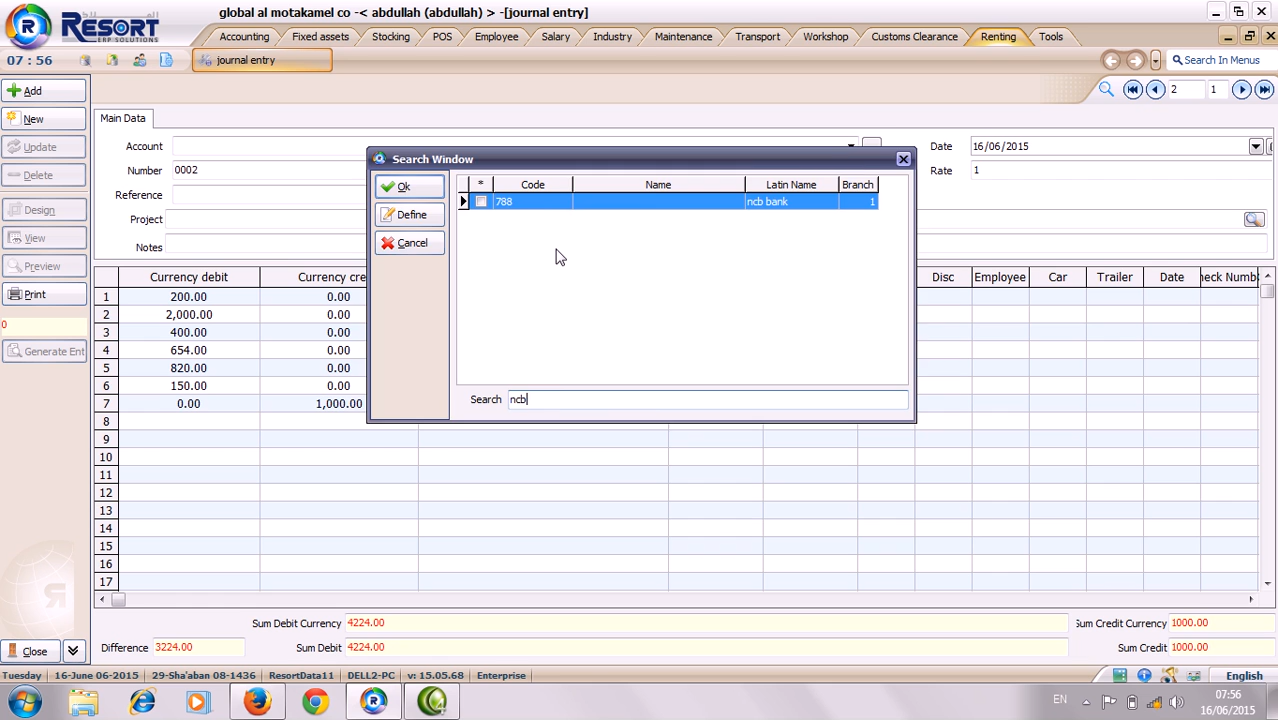 global al motakamel co -< abdullah (abdullah) > -[journal entry]
RESORT
ERP SOLUTIONS
Accounting Fixed assets Stocking POS Employee Salary Industry Maintenance Transport Workshop Customs Clearance Renting Tools
07 : 56 journal entry Search In Menus
Add
2 1
New
Main Data
Update
Account
Date 16/06/2015
Delete
Number 0002
Rate 1
Reference
Design
Project
View
Notes
Preview
Print
0
Generate Ent
Search Window
Ok
Define
Cancel
* Code Name Latin Name Branch
788 ncb bank 1
Search ncb
Currency debit Currency cre Disc Employee Car Trailer Date heck Numb
1 200.00 0.00
2 2,000.00 0.00
3 400.00 0.00
4 654.00 0.00
5 820.00 0.00
6 150.00 0.00
7 0.00 1,000.00
8
9
10
11
12
13
14
15
16
17
Sum Debit Currency 4224.00 Sum Credit Currency 1000.00
Close Difference 3224.00 Sum Debit 4224.00 Sum Credit 1000.00
Tuesday 16-June 06-2015 29-Sha'aban 08-1436 ResortData11 DELL2-PC v: 15.05.68 Enterprise English
EN 07:56
16/06/2015